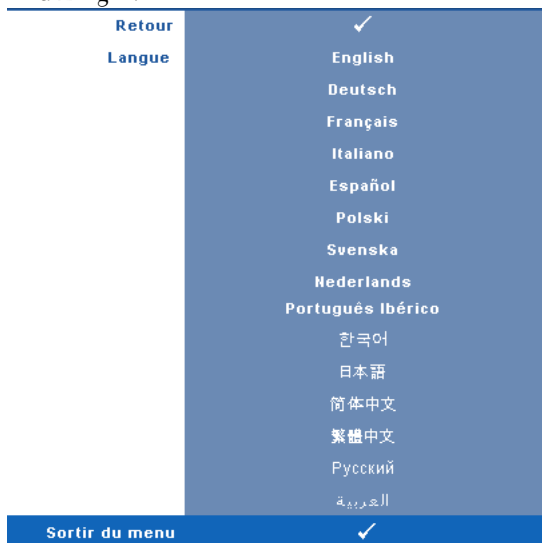 Retour ✓
Langue English
Deutsch
Français
Italiano
Español
Polski
Svenska
Nederlands
Português Ibérico
한국어
日本語
简体中文
繁體中文
Русский
العربية
Sortir du menu ✓